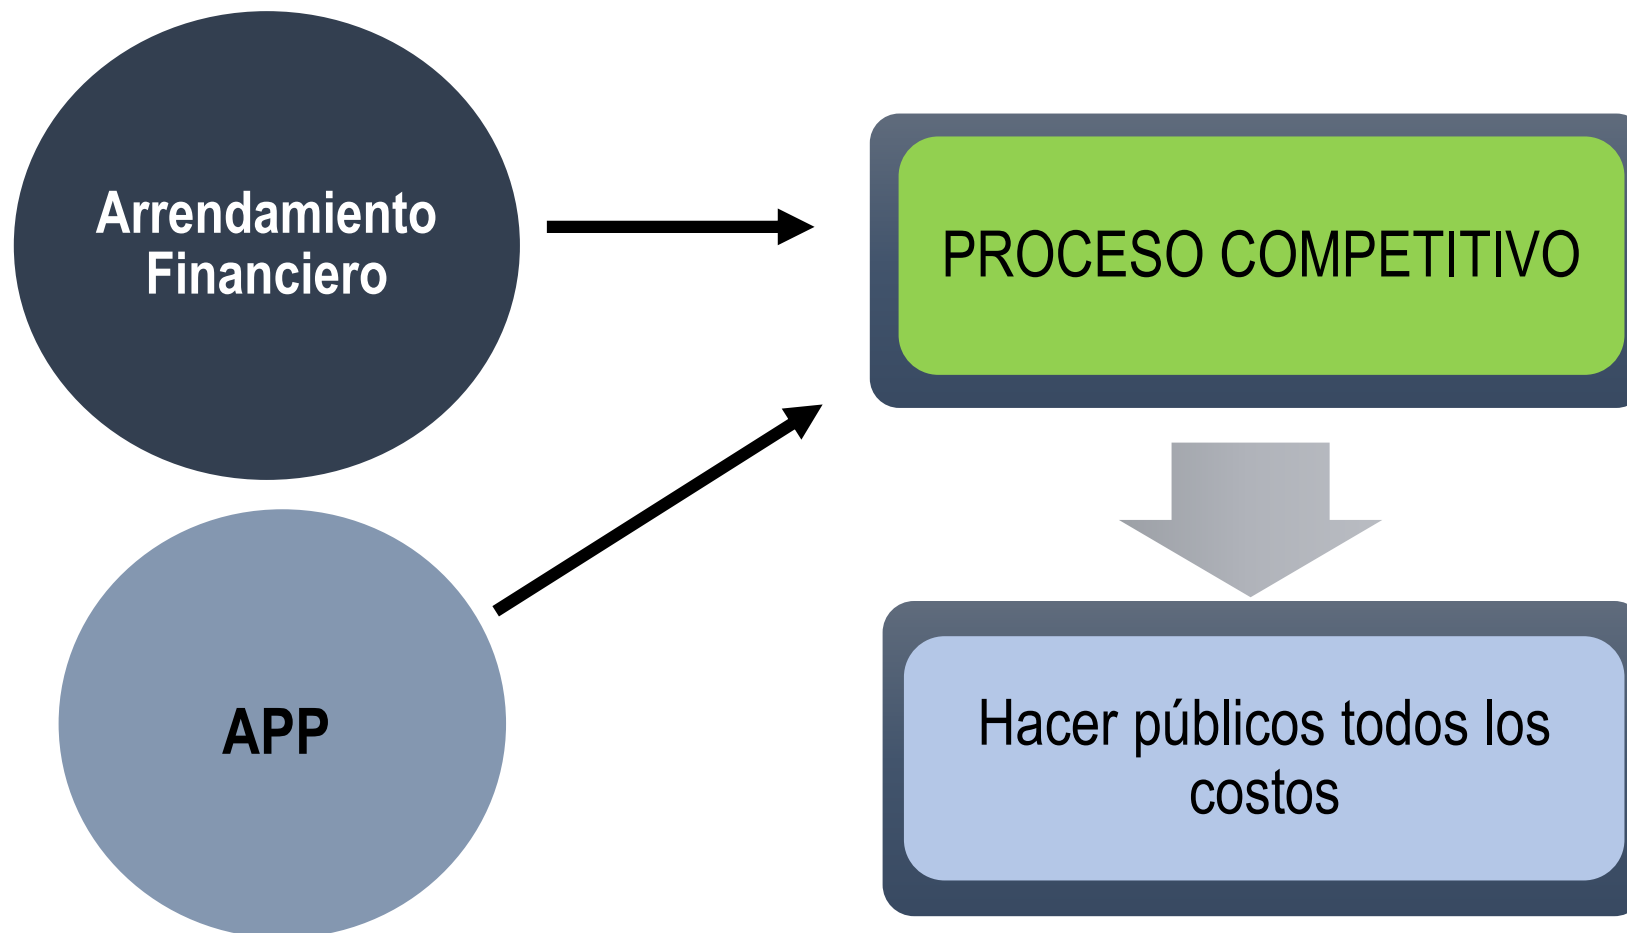 Arrendamiento
Financiero
PROCESO COMPETITIVO
APP
Hacer públicos todos los
costos